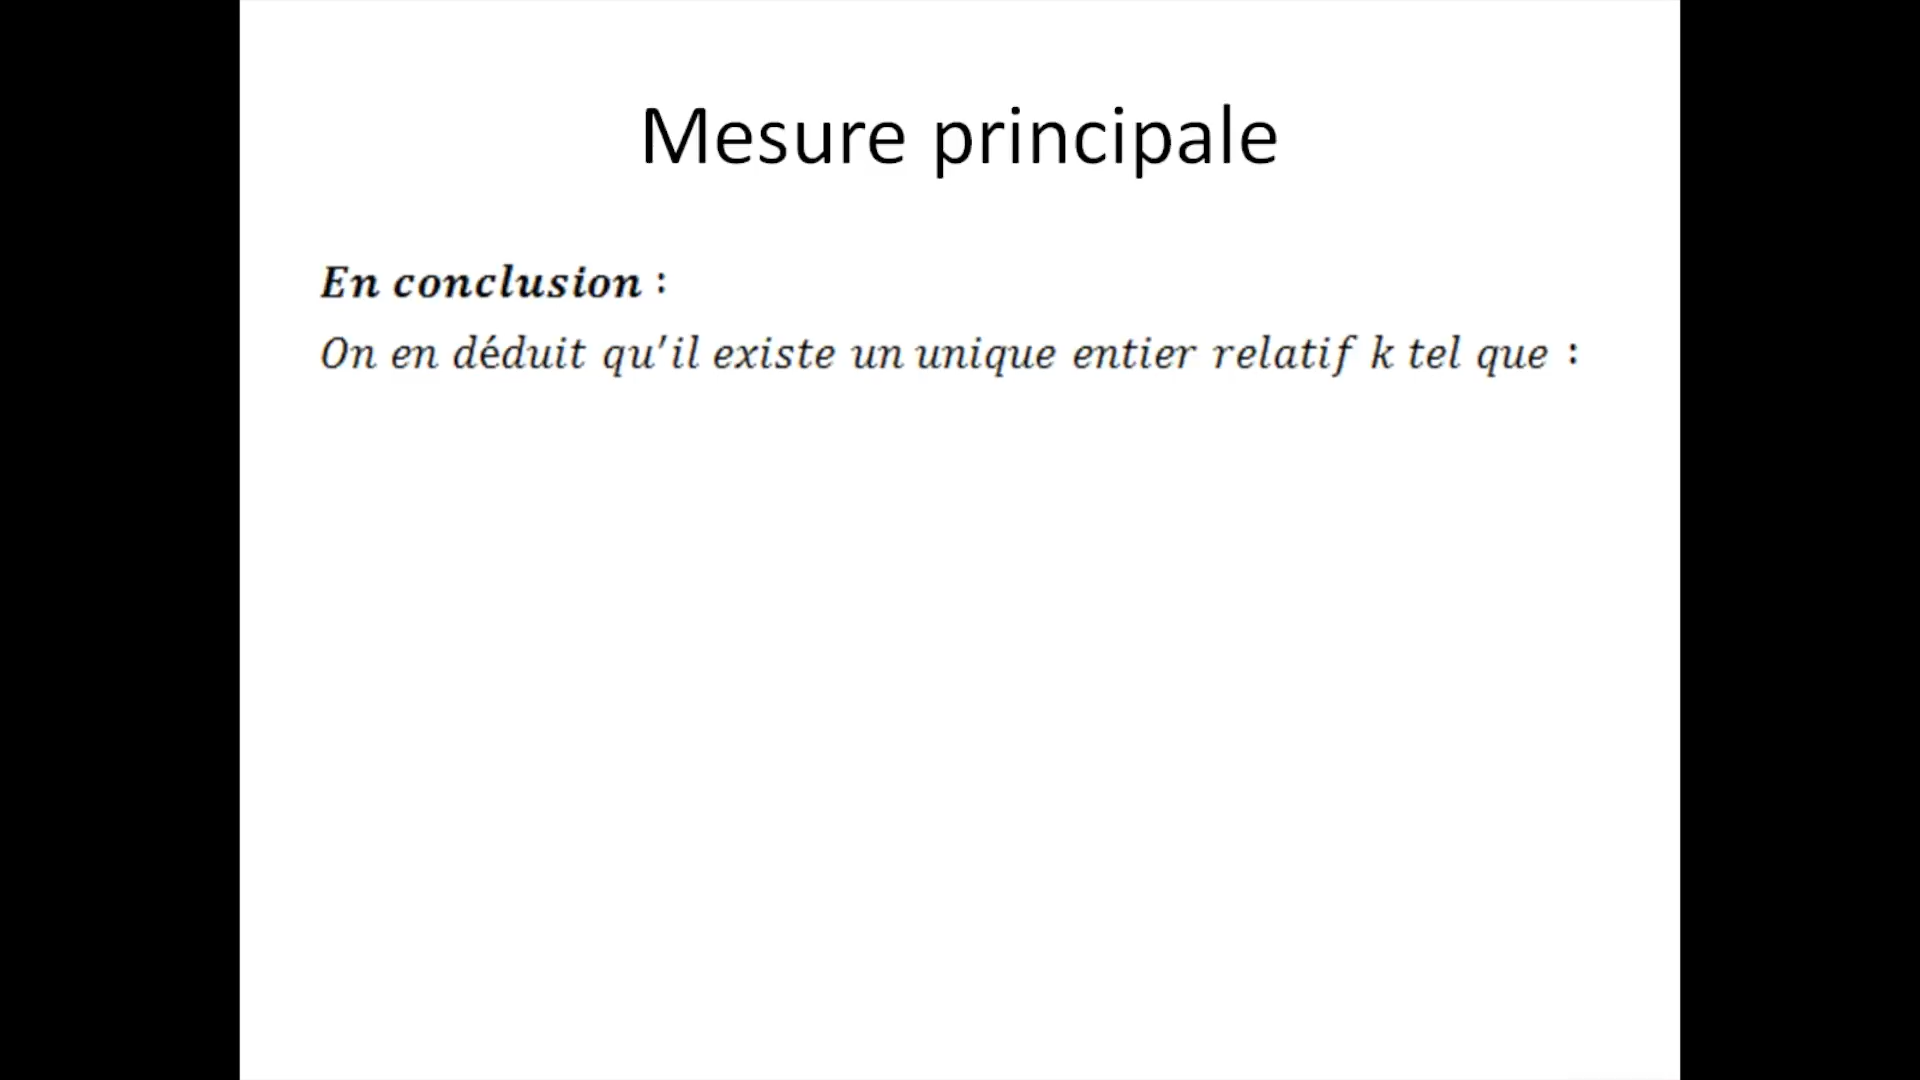 Mesure principale
En conclusion :
On en déduit qu'il existe un unique entier relatif k tel que :